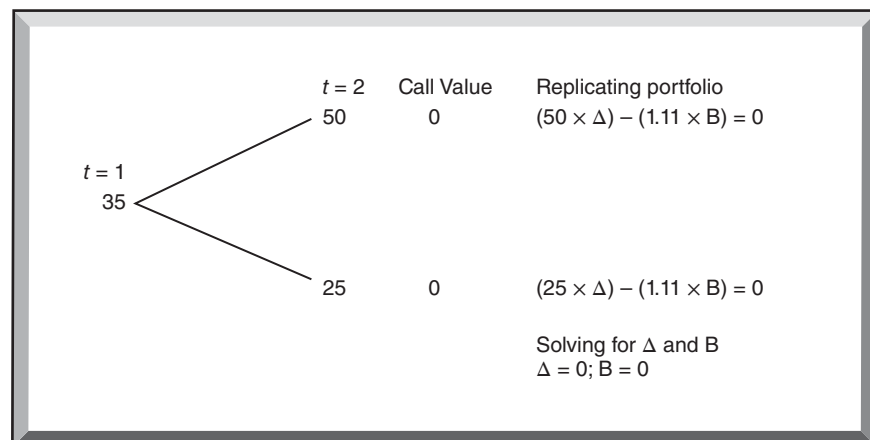 t = 2 Call Value Replicating portfolio
50 0 (50 × Δ) – (1.11 × B) = 0
t = 1
35
25 0 (25 × Δ) – (1.11 × B) = 0
Solving for Δ and B
Δ = 0; B = 0